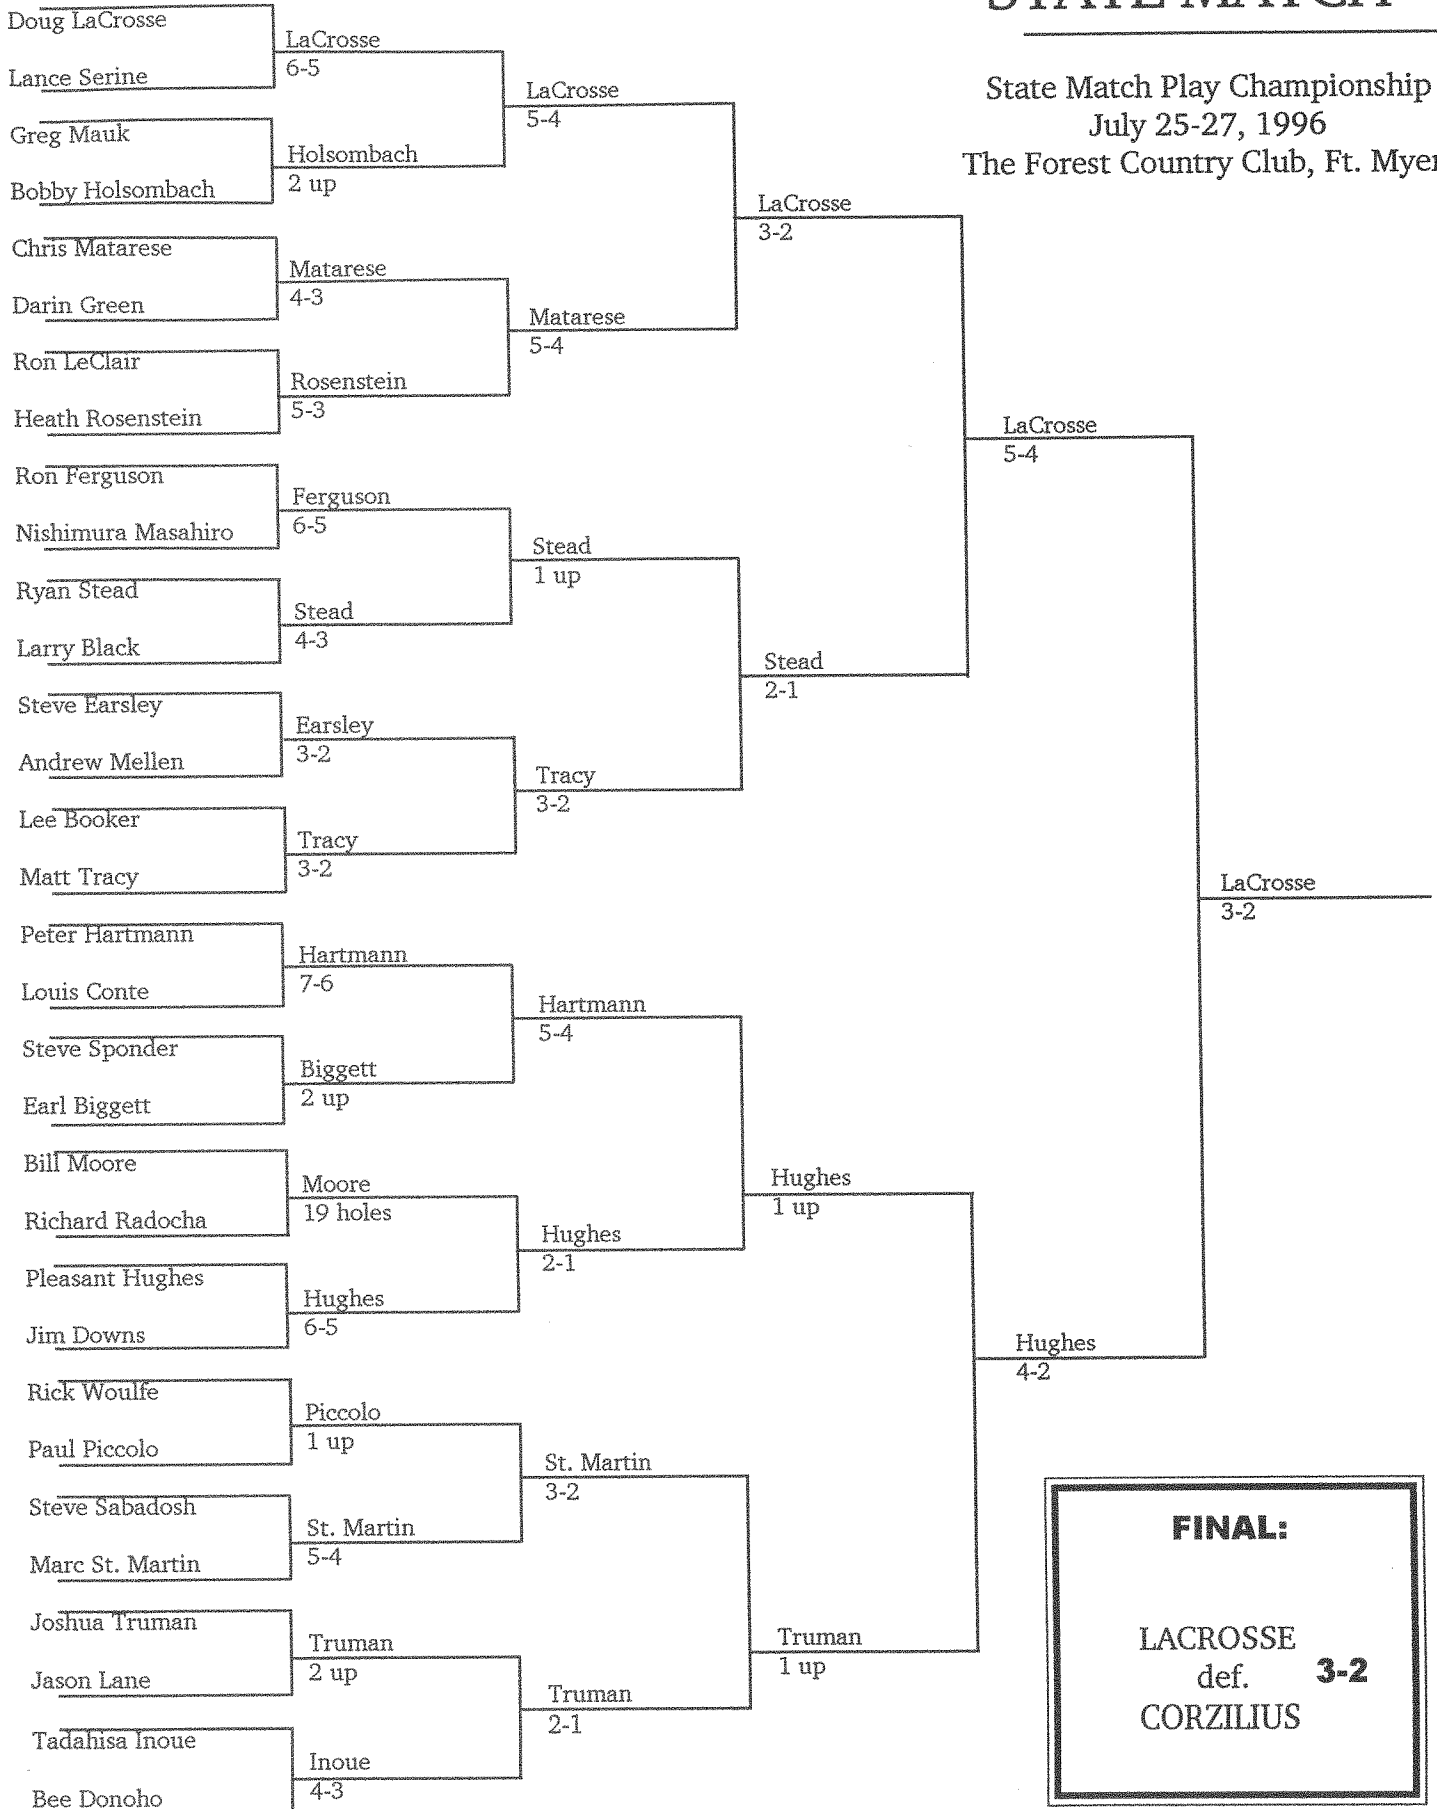 STATE MATCH
State Match Play Championship
July 25-27, 1996
The Forest Country Club, Ft. Myer
Doug LaCrosse
Lance Serine
Greg Mauk
Bobby Holsombach
Chris Matarese
Darin Green
Ron LeClair
Heath Rosenstein
Ron Ferguson
Nishimura Masahiro
Ryan Stead
Larry Black
Steve Earsley
Andrew Mellen
Lee Booker
Matt Tracy
Peter Hartmann
Louis Conte
Steve Sponder
Earl Biggett
Bill Moore
Richard Radocha
Pleasant Hughes
Jim Downs
Rick Woulfe
Paul Piccolo
Steve Sabadosh
Marc St. Martin
Joshua Truman
Jason Lane
Tadahisa Inoue
Bee Donoho
LaCrosse
6-5
Holsombach
2 up
Matarese
4-3
Rosenstein
5-3
Ferguson
6-5
Stead
4-3
Earsley
3-2
Tracy
3-2
Hartmann
7-6
Biggett
2 up
Moore
19 holes
Hughes
6-5
Piccolo
1 up
St. Martin
5-4
Truman
2 up
Inoue
4-3
LaCrosse
5-4
Matarese
5-4
Stead
1 up
Tracy
3-2
Hartmann
5-4
Hughes
2-1
St. Martin
3-2
Truman
2-1
LaCrosse
3-2
Stead
2-1
Hughes
1 up
Truman
1 up
LaCrosse
5-4
Hughes
4-2
LaCrosse
3-2
FINAL:
LACROSSE
def. 3-2
CORZILIUS